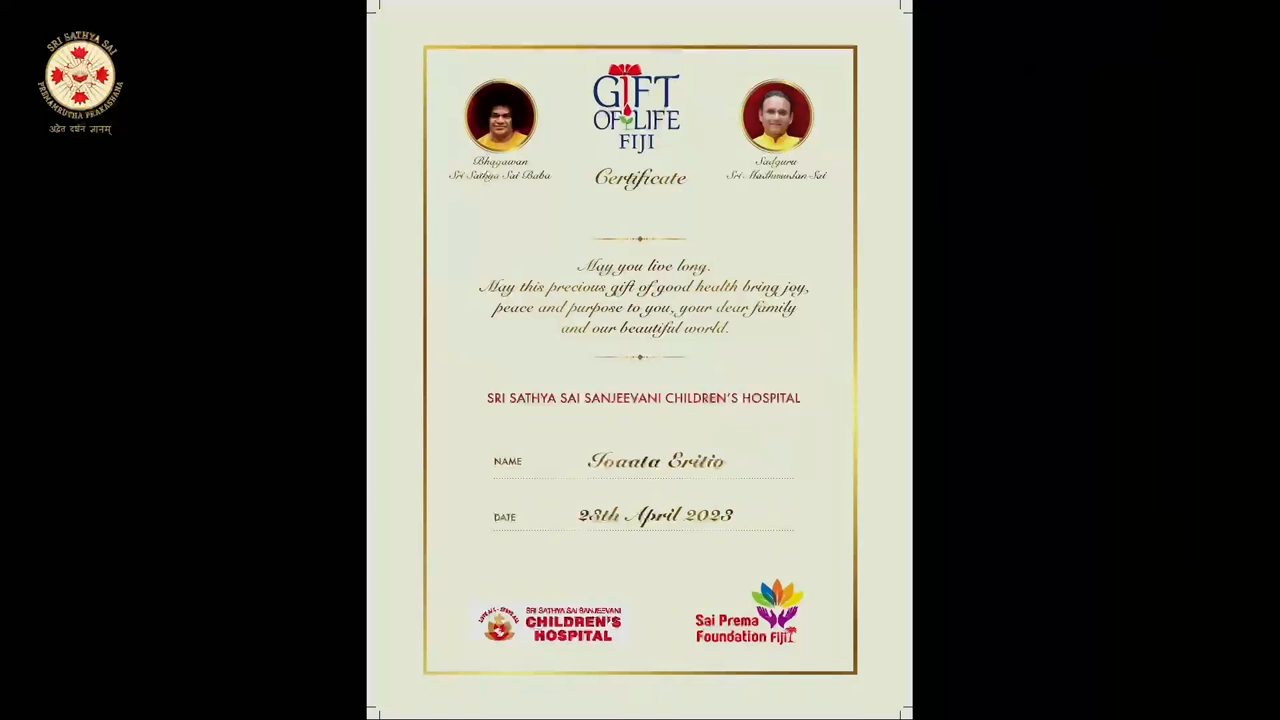 SRI SATHYA SAI
PREMAMRUTHA PRAKASHANA
अद्वैत दर्शनं ज्ञानम्
GIFT
OF LIFE
FIJI
Bhagawan
Sri Sathya Sai Baba
Sadguru
Sri Madhusudan Sai
Certificate
May you live long.
May this precious gift of good health bring joy,
peace and purpose to you, your dear family
and our beautiful world.
SRI SATHYA SAI SANJEEVANI CHILDREN'S HOSPITAL
NAME Ioaata Eritio
DATE 28th April 2023
SRI SATHYA SAI SANJEEVANI
CHILDREN'S
HOSPITAL
Sai Prema
Foundation Fiji